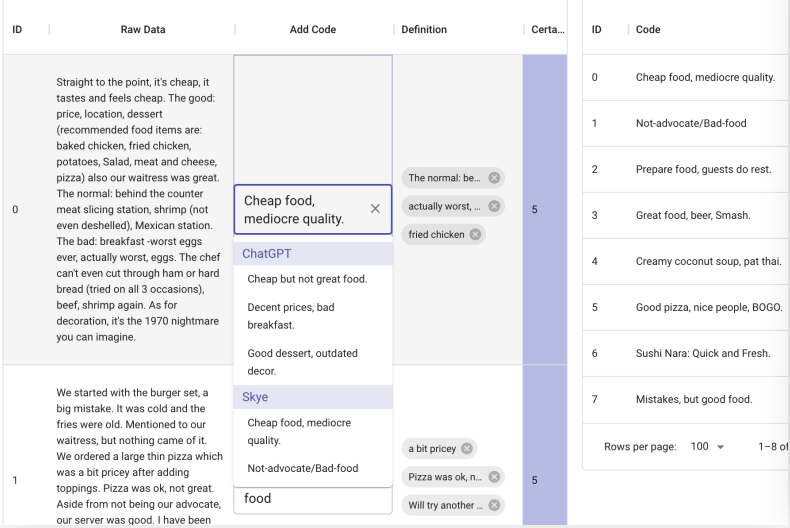 ID
Raw Data
Add Code
Definition
Certa...
ID
Code
0
Straight to the point, it's cheap, it
tastes and feels cheap. The good:
price, location, dessert
(recommended food items are:
baked chicken, fried chicken,
potatoes, Salad, meat and cheese,
pizza) also our waitress was great.
The normal: behind the counter
meat slicing station, shrimp (not
even deshelled), Mexican station.
The bad: breakfast -worst eggs
ever, actually worst, eggs. The chef
can't even cut through ham or hard
bread (tried on all 3 occasions),
beef, shrimp again. As for
decoration, it's the 1970 nightmare
you can imagine.
Cheap food,
mediocre quality.
ChatGPT
Cheap but not great food.
Decent prices, bad
breakfast.
Good dessert, outdated
decor.
Skye
Cheap food, mediocre
quality.
Not-advocate/Bad-food
The normal: be...
actually worst, ...
fried chicken
5
1
We started with the burger set, a
big mistake. It was cold and the
fries were old. Mentioned to our
waitress, but nothing came of it.
We ordered a large thin pizza which
was a bit pricey after adding
toppings. Pizza was ok, not great.
Aside from not being our advocate,
our server was good. I have been
food
a bit pricey
Pizza was ok, n...
Will try another ...
5
0 Cheap food, mediocre quality.
1 Not-advocate/Bad-food
2 Prepare food, guests do rest.
3 Great food, beer, Smash.
4 Creamy coconut soup, pat thai.
5 Good pizza, nice people, BOGO.
6 Sushi Nara: Quick and Fresh.
7 Mistakes, but good food.
Rows per page: 100 1–8 of